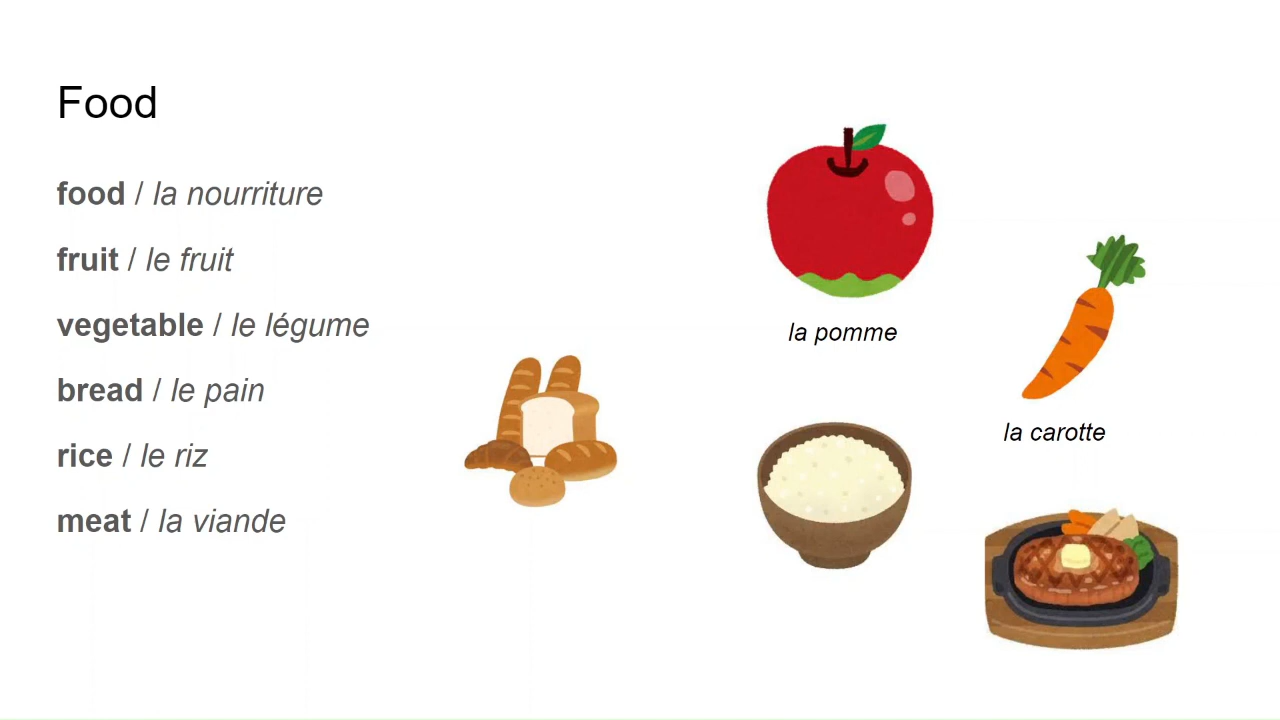 Food
food / la nourriture
fruit / le fruit
vegetable / le légume
bread / le pain
rice / le riz
meat / la viande
la pomme
la carotte